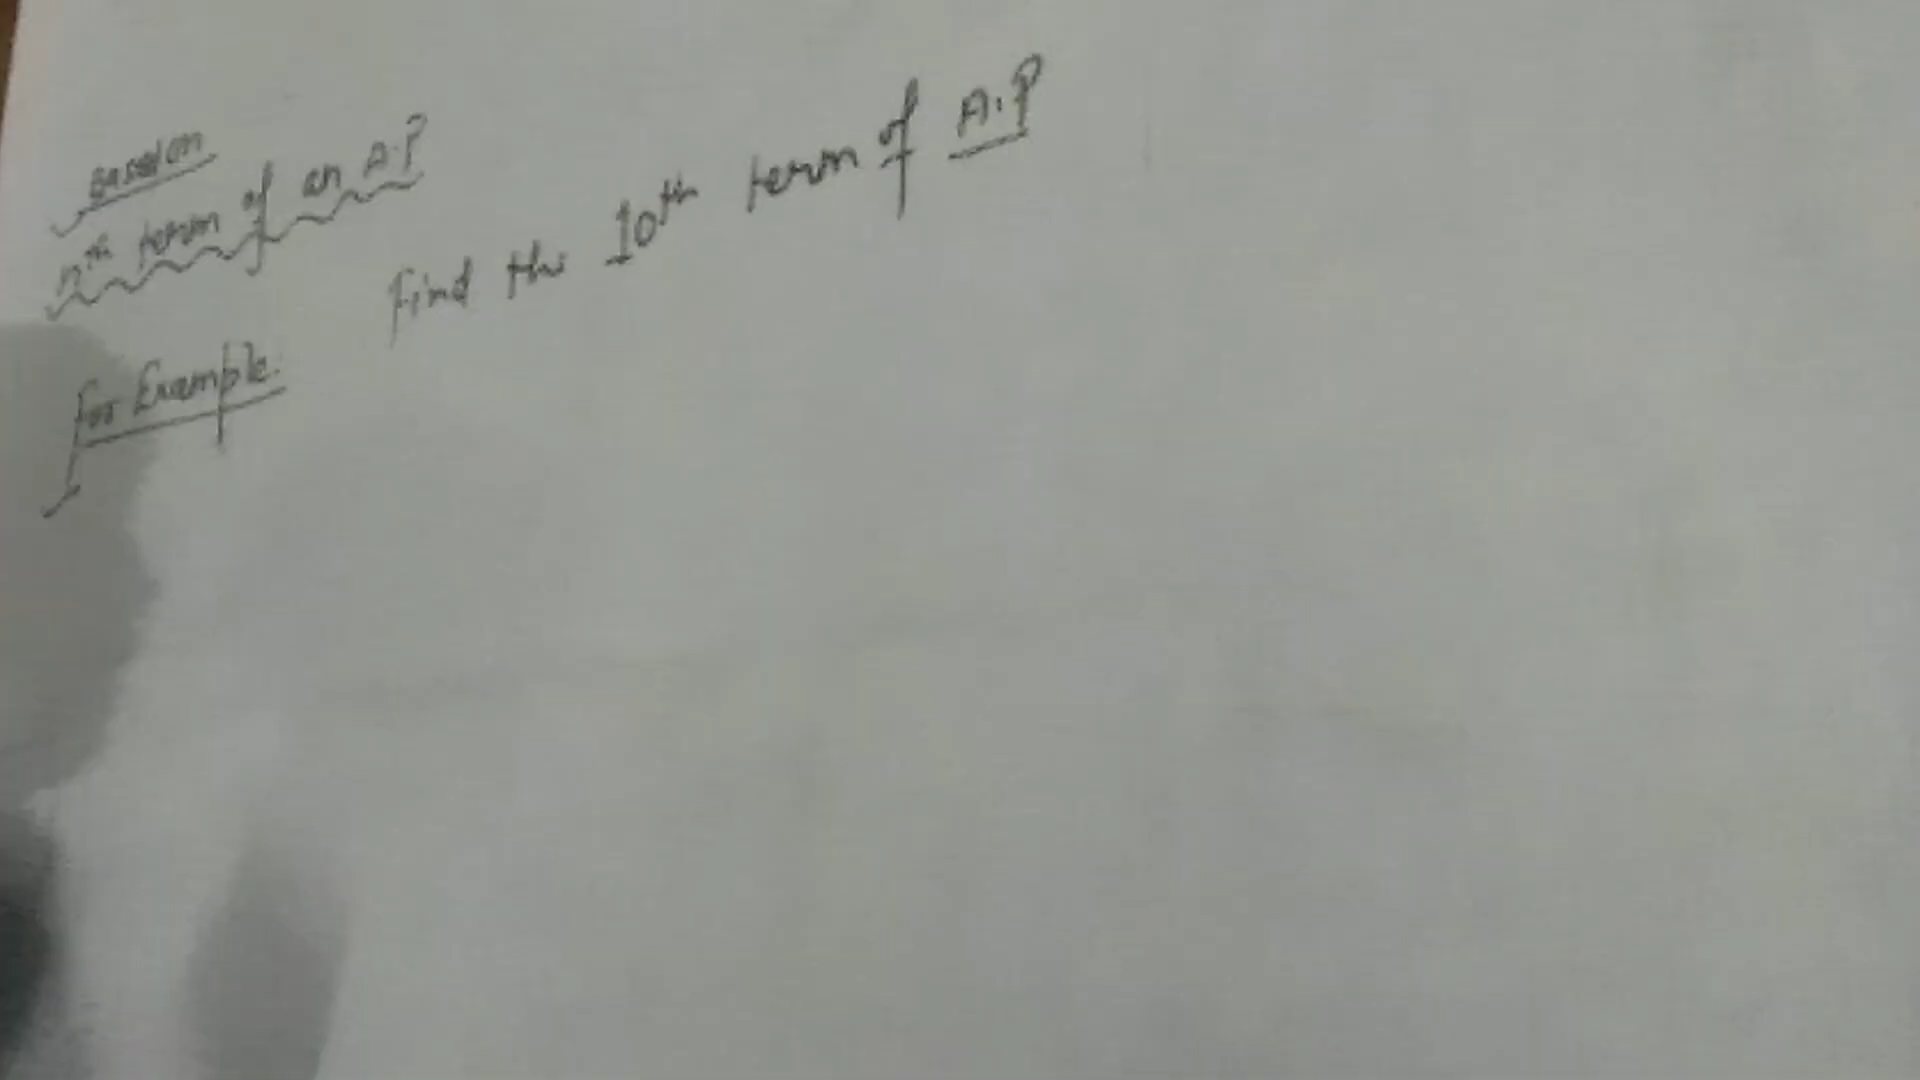 Based on
nth term of an A.P
For Example:
Find the 10th term of A.P